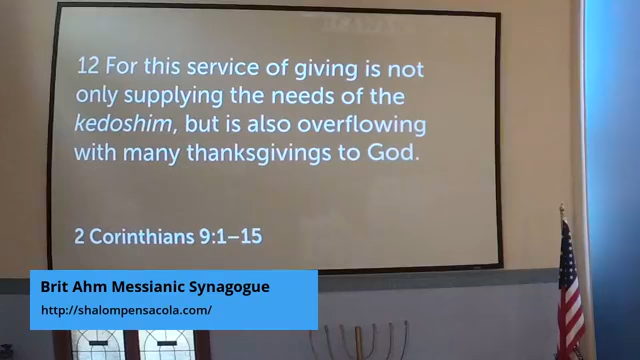 12 For this service of giving is not
only supplying the needs of the
kedoshim, but is also overflowing
with many thanksgivings to God.
2 Corinthians 9:1–15
Brit Ahm Messianic Synagogue
http://shalompensacola.com/